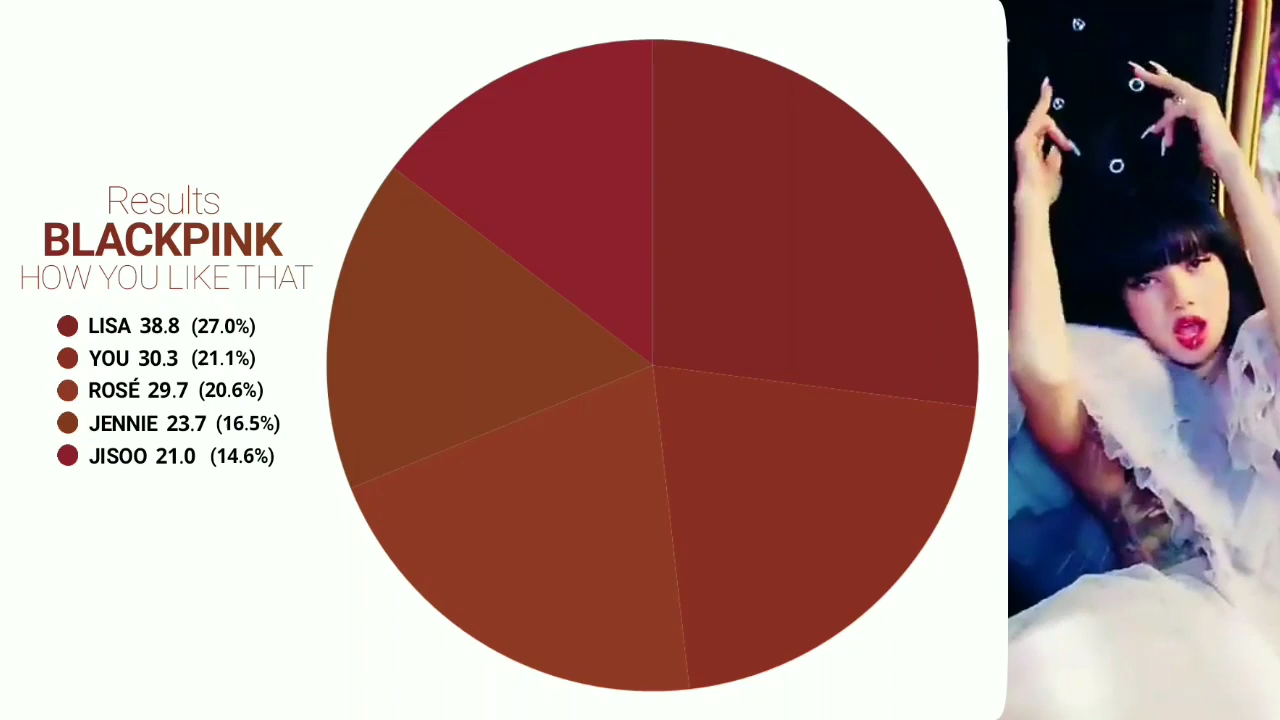 Results
BLACKPINK
HOW YOU LIKE THAT
LISA 38.8 (27.0%)
YOU 30.3 (21.1%)
ROSÉ 29.7 (20.6%)
JENNIE 23.7 (16.5%)
JISOO 21.0 (14.6%)